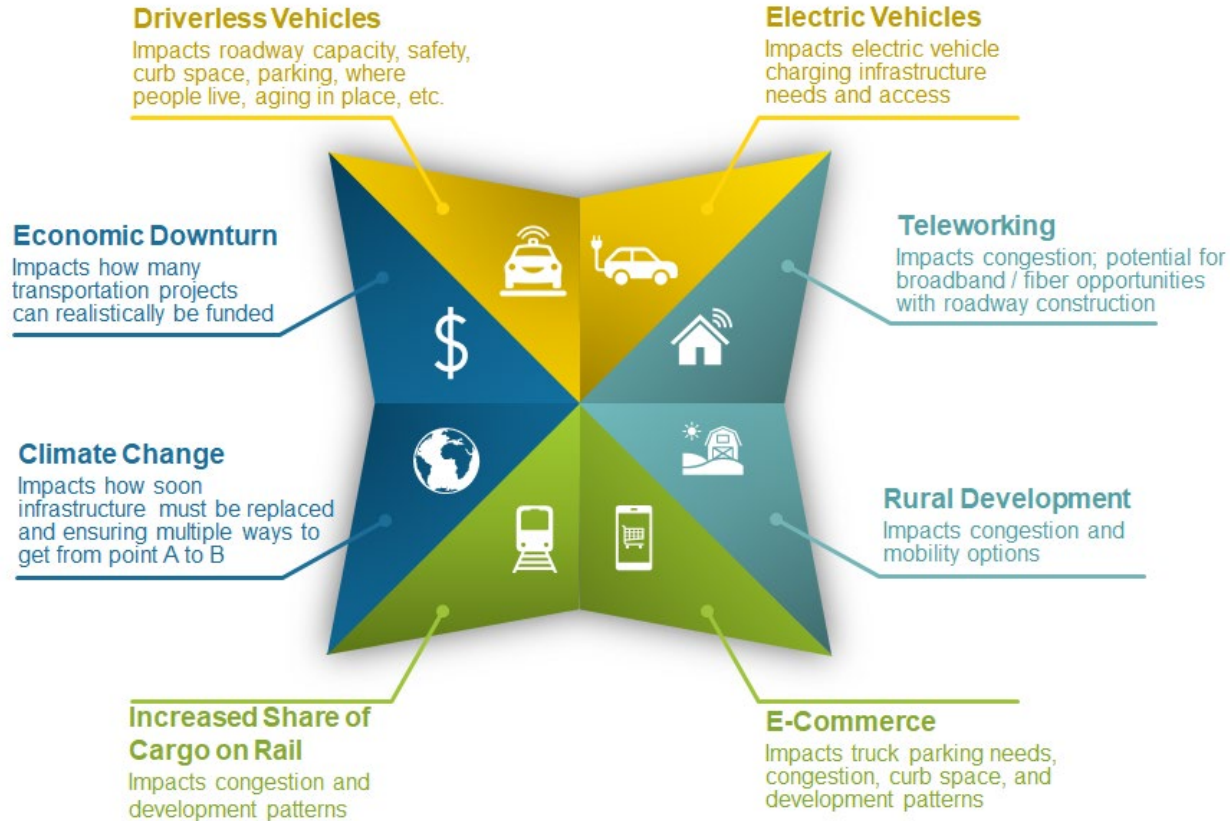 Driverless Vehicles
Impacts roadway capacity, safety,
curb space, parking, where
people live, aging in place, etc.
Electric Vehicles
Impacts electric vehicle
charging infrastructure
needs and access
Economic Downturn
Impacts how many
transportation projects
can realistically be funded
Teleworking
Impacts congestion; potential for
broadband / fiber opportunities
with roadway construction
$
Climate Change
Impacts how soon
infrastructure must be replaced
and ensuring multiple ways to
get from point A to B
Rural Development
Impacts congestion and
mobility options
Increased Share of
Cargo on Rail
Impacts congestion and
development patterns
E-Commerce
Impacts truck parking needs,
congestion, curb space, and
development patterns